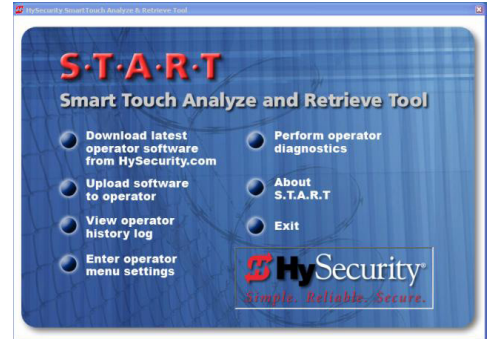 HySecurity SmartTouch Analyze & Retrieve Tool
S·T·A·R·T
Smart Touch Analyze and Retrieve Tool
Download latest
operator software
from HySecurity.com
Upload software
to operator
View operator
history log
Enter operator
menu settings
Perform operator
diagnostics
About
S.T.A.R.T
Exit
HySecurity®
Simple. Reliable. Secure.